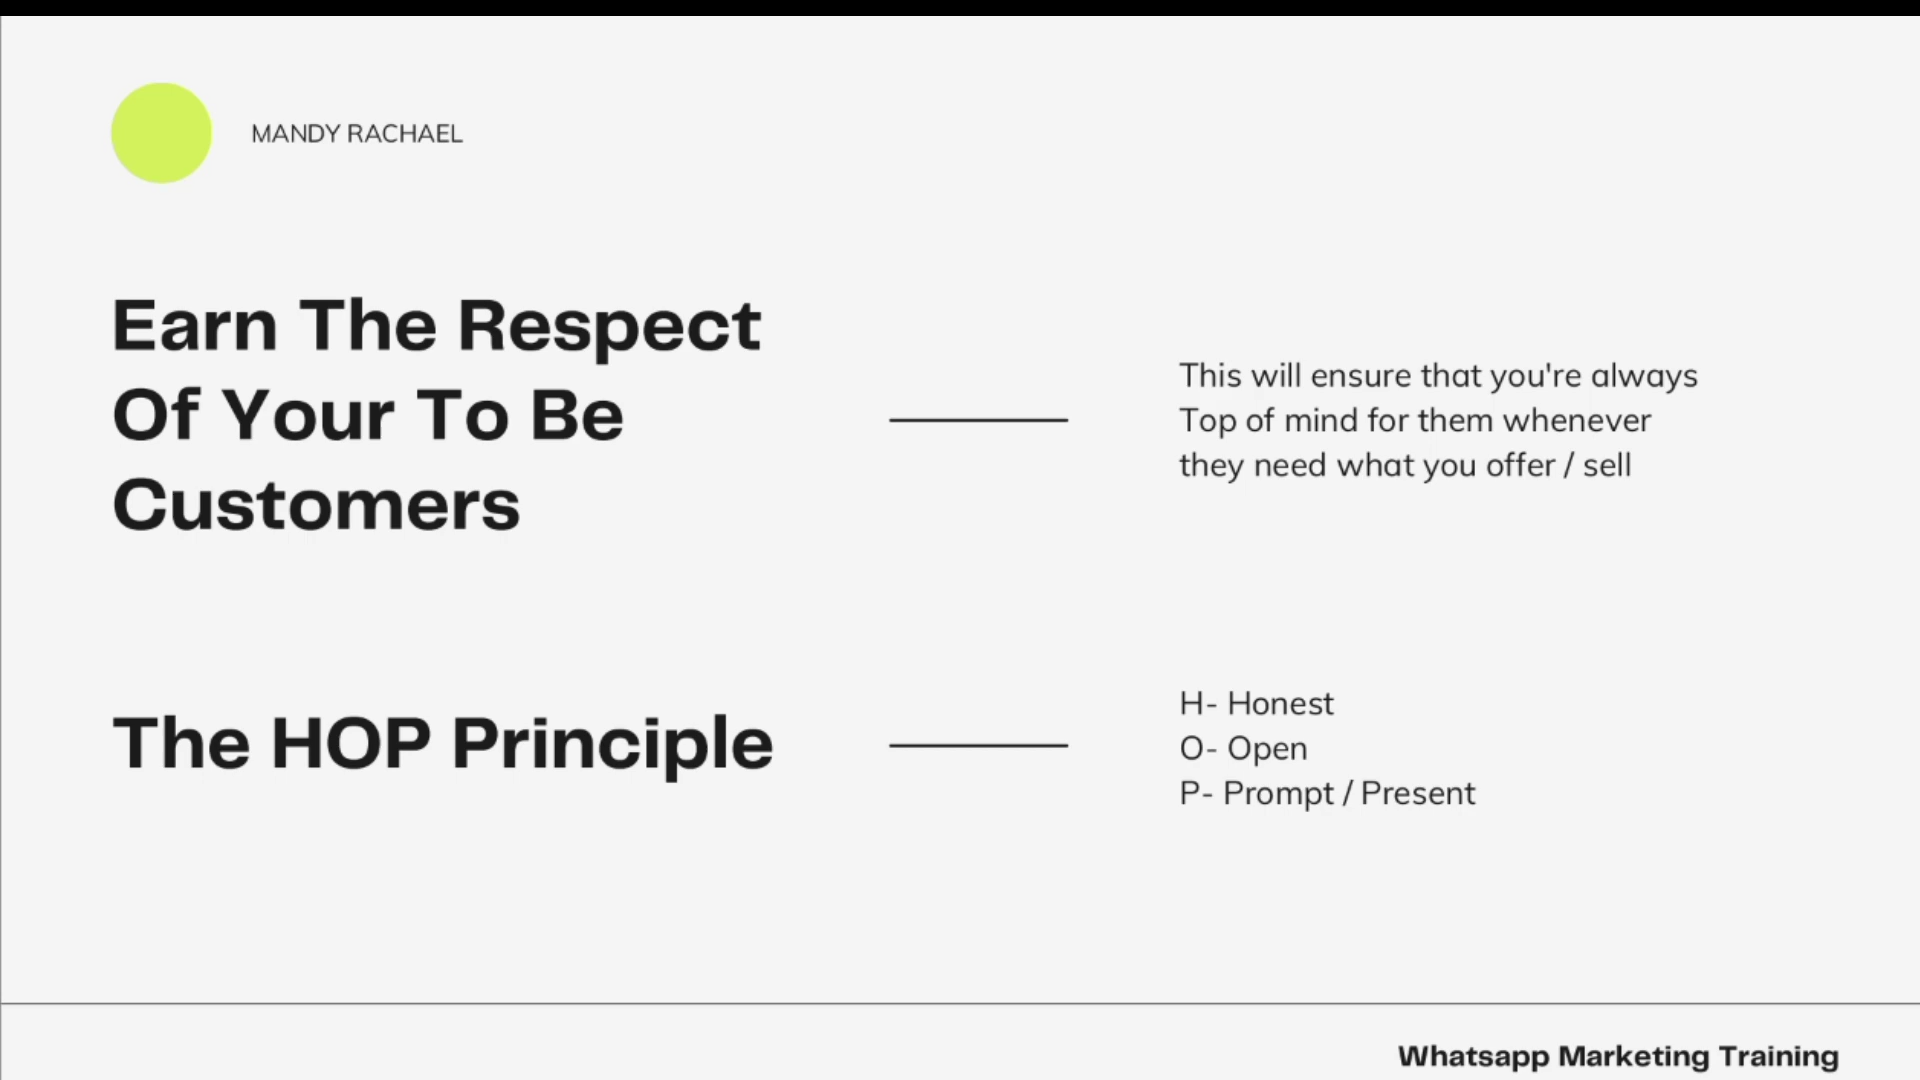 MANDY RACHAEL
Earn The Respect
Of Your To Be
Customers
This will ensure that you're always
Top of mind for them whenever
they need what you offer / sell
The HOP Principle
H- Honest
O- Open
P- Prompt / Present
Whatsapp Marketing Training